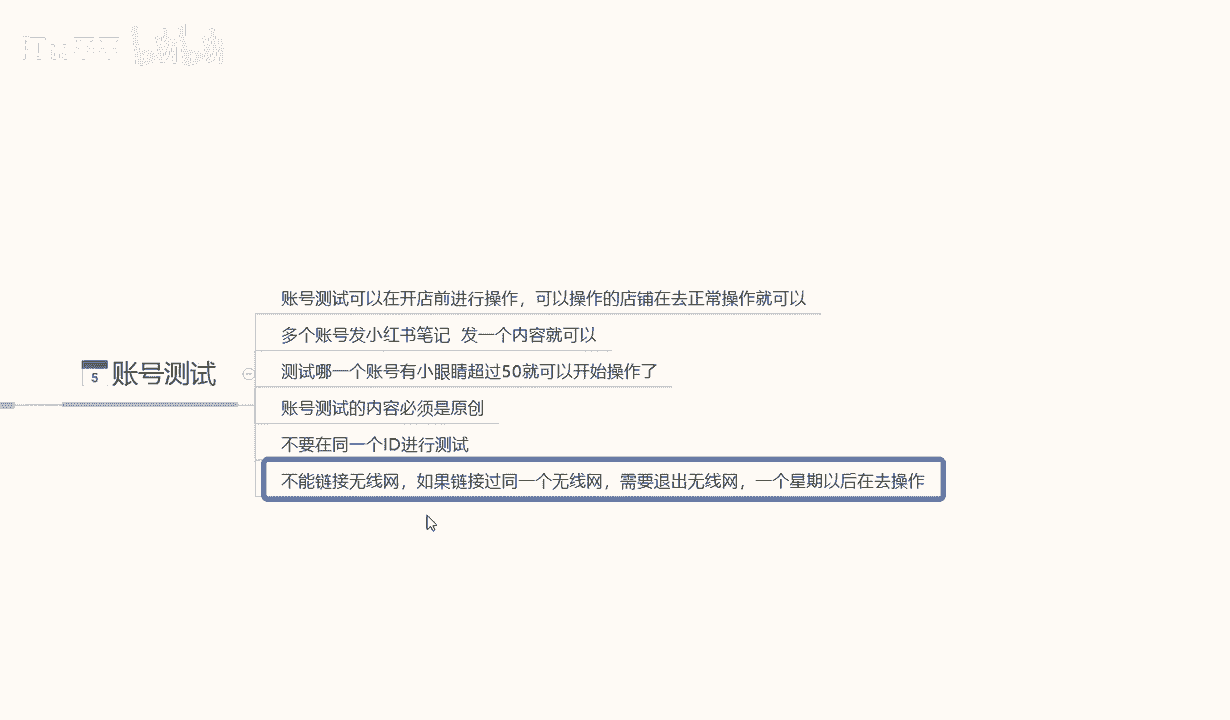 账号测试可以在开店前进行操作，可以操作的店铺在去正常操作就可以
多个账号发小红书笔记 发一个内容就可以
5 账号测试
测试哪一个账号有小眼睛超过50就可以开始操作了
账号测试的内容必须是原创
不要在同一个ID进行测试
不能链接无线网，如果链接过同一个无线网，需要退出无线网，一个星期以后在去操作